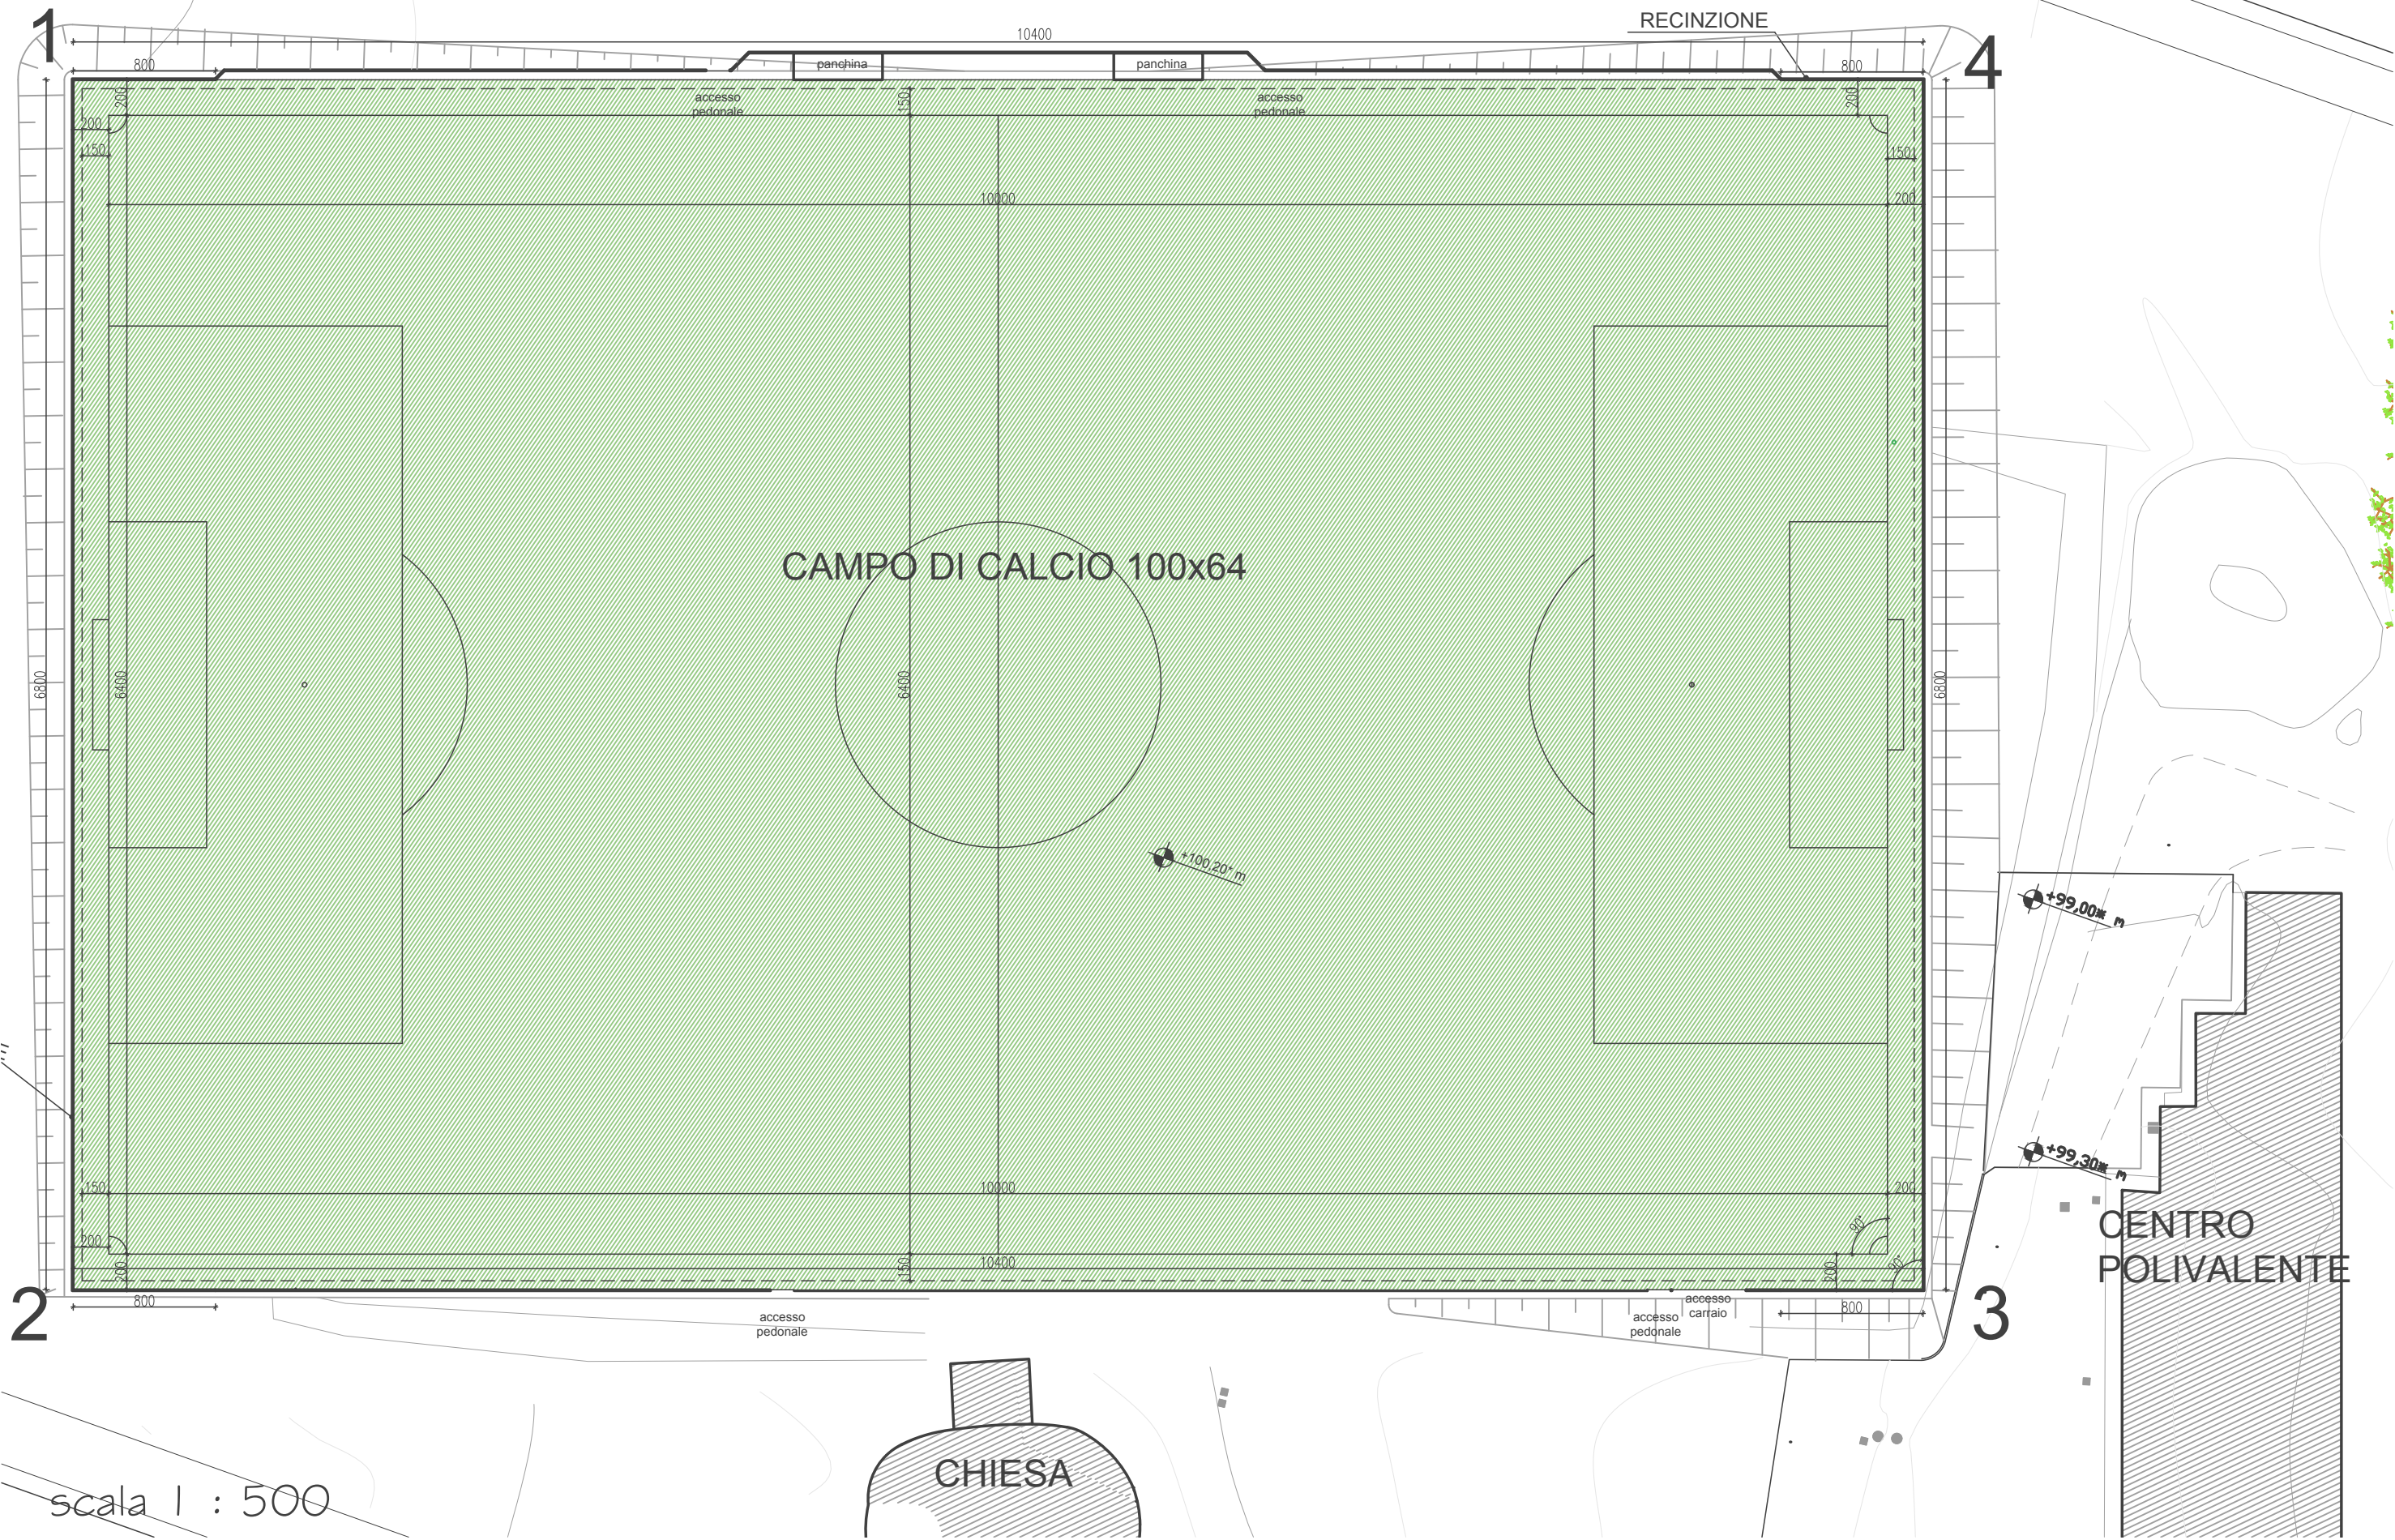 1
RECINZIONE
10400
4
800
panchina
panchina
800
200
accesso
pedonale
150
accesso
pedonale
200
200
150
150
10000
200
CAMPO DI CALCIO 100x64
6800
6400
6400
6800
+100,20* m
+99,00* m
+99,30* m
150
10000
200
90°
CENTRO
POLIVALENTE
200
200
150
10400
200
90°
2
800
accesso
pedonale
accesso
pedonale
accesso
carraio
800
3
CHIESA
scala 1 : 500